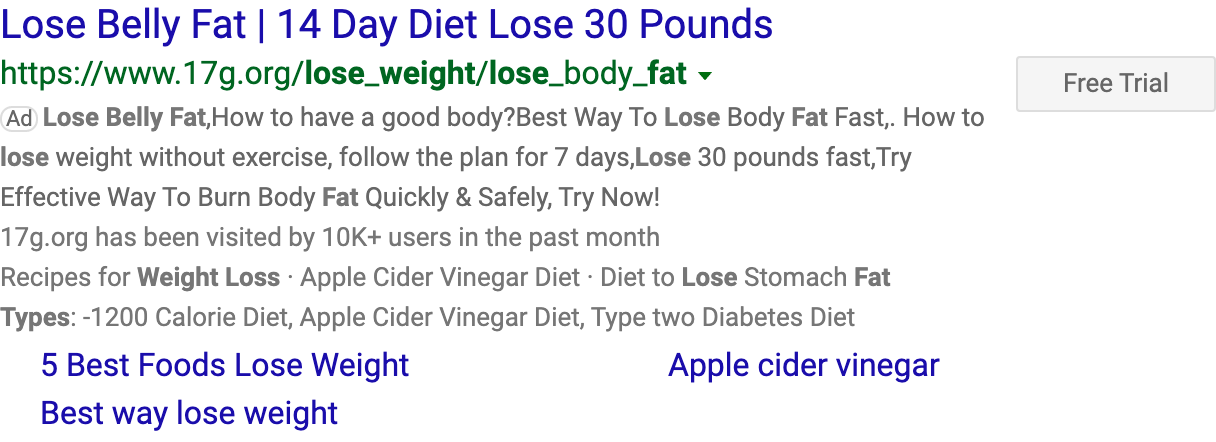 Lose Belly Fat | 14 Day Diet Lose 30 Pounds
https://www.17g.org/lose_weight/lose_body_fat
Free Trial
Ad Lose Belly Fat,How to have a good body?Best Way To Lose Body Fat Fast,. How to
lose weight without exercise, follow the plan for 7 days,Lose 30 pounds fast,Try
Effective Way To Burn Body Fat Quickly & Safely, Try Now!
17g.org has been visited by 10K+ users in the past month
Recipes for Weight Loss · Apple Cider Vinegar Diet · Diet to Lose Stomach Fat
Types: -1200 Calorie Diet, Apple Cider Vinegar Diet, Type two Diabetes Diet
5 Best Foods Lose Weight
Apple cider vinegar
Best way lose weight